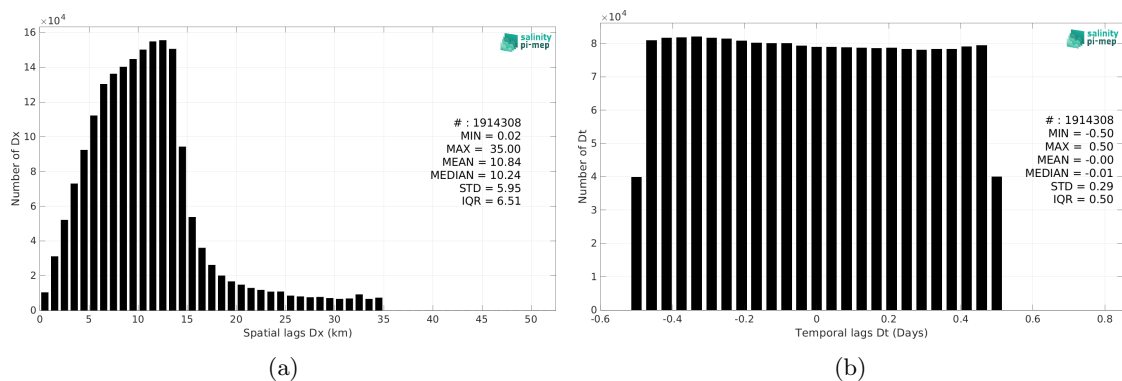 ×10⁴
16
14
12
10
8
6
4
2
0
Number of Dx
salinity
pi-mep
# : 1914308
MIN = 0.02
MAX = 35.00
MEAN = 10.84
MEDIAN = 10.24
STD = 5.95
IQR = 6.51
0 5 10 15 20 25 30 35 40 45 50
Spatial lags Dx (km)
(a)
×10⁴
8
7
6
5
4
3
2
1
0
Number of Dt
salinity
pi-mep
# : 1914308
MIN = -0.50
MAX = 0.50
MEAN = -0.00
MEDIAN = -0.01
STD = 0.29
IQR = 0.50
-0.6 -0.4 -0.2 0 0.2 0.4 0.6 0.8
Temporal lags Dt (Days)
(b)